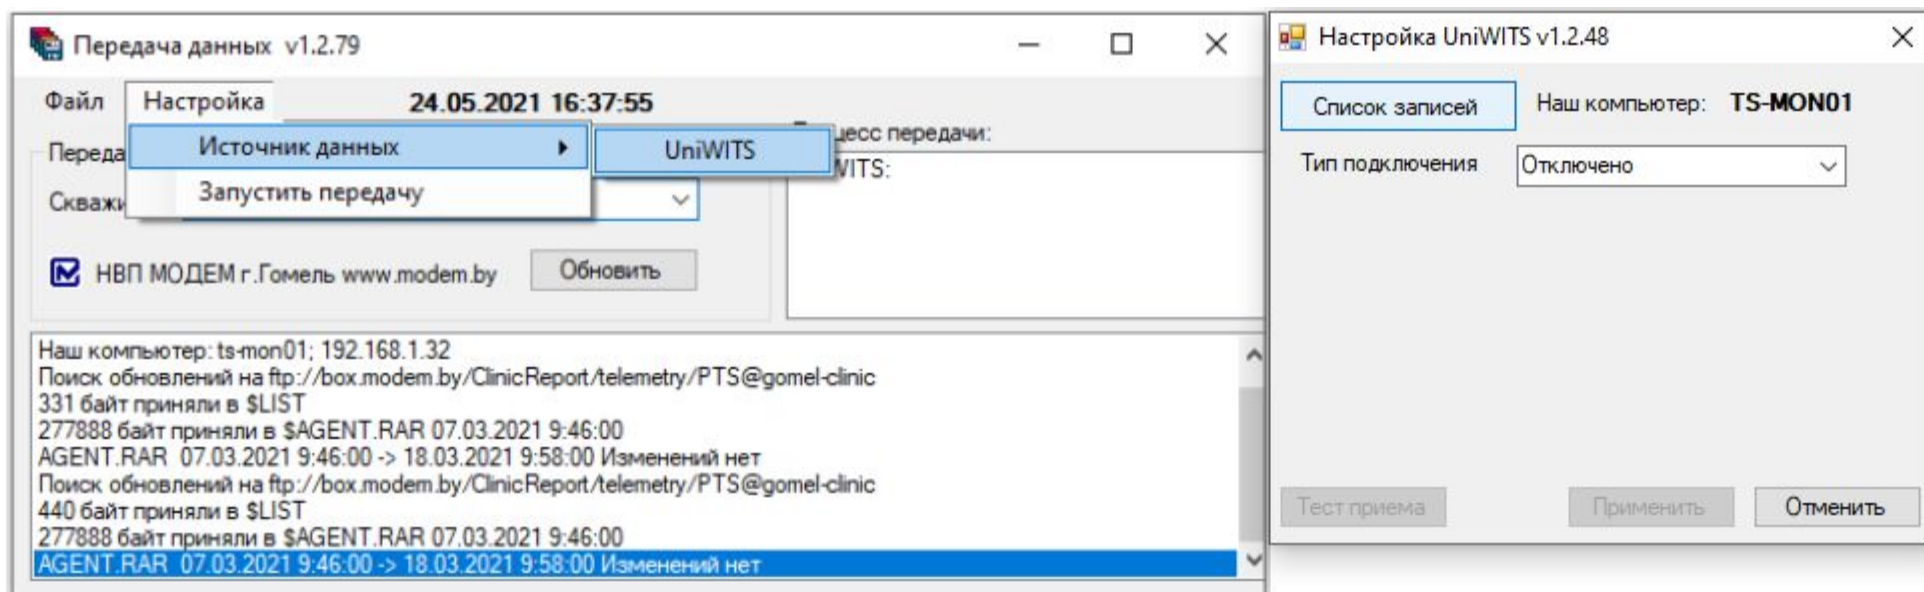 Передача данных v1.2.79
Файл Настройка 24.05.2021 16:37:55
Источник данных
UniWITS
Запустить передачу
передачи:
НВП МОДЕМ г.Гомель www.modem.by
Обновить
Наш компьютер: ts-mon01; 192.168.1.32
Поиск обновлений на ftp://box.modem.by/ClinicReport/telemetry/PTS@gomel-clinic
331 байт приняли в $LIST
277888 байт приняли в $AGENT.RAR 07.03.2021 9:46:00
AGENT.RAR 07.03.2021 9:46:00 -> 18.03.2021 9:58:00 Изменений нет
Поиск обновлений на ftp://box.modem.by/ClinicReport/telemetry/PTS@gomel-clinic
440 байт приняли в $LIST
277888 байт приняли в $AGENT.RAR 07.03.2021 9:46:00
AGENT.RAR 07.03.2021 9:46:00 -> 18.03.2021 9:58:00 Изменений нет
Настройка UniWITS v1.2.48
Список записей Наш компьютер: TS-MON01
Тип подключения Отключено
Тест приема Применить Отменить